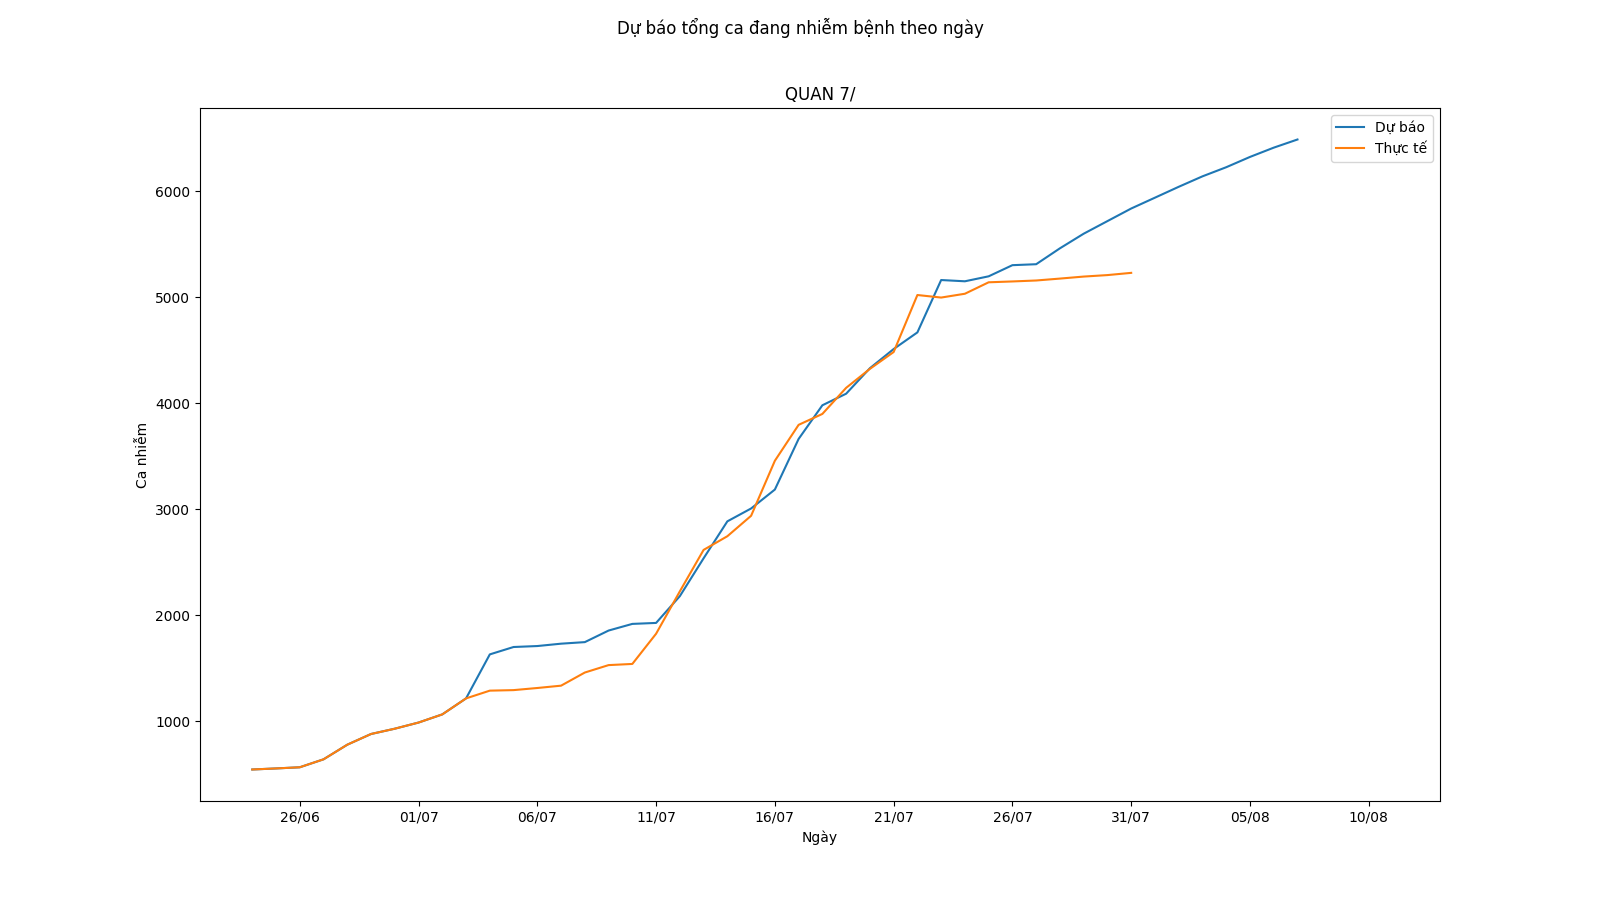 Dự báo tổng ca đang nhiễm bệnh theo ngày
QUAN 7/
Dự báo
Thực tế
6000
5000
4000
3000
2000
1000
Ca nhiễm
26/06 01/07 06/07 11/07 16/07 21/07 26/07 31/07 05/08 10/08
Ngày